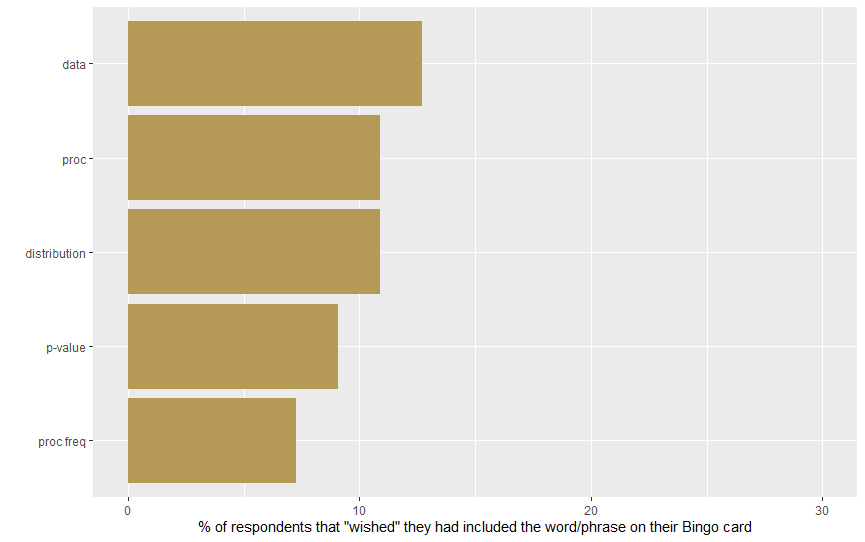 data
proc
distribution
p-value
proc freq
0 10 20 30
% of respondents that "wished" they had included the word/phrase on their Bingo card